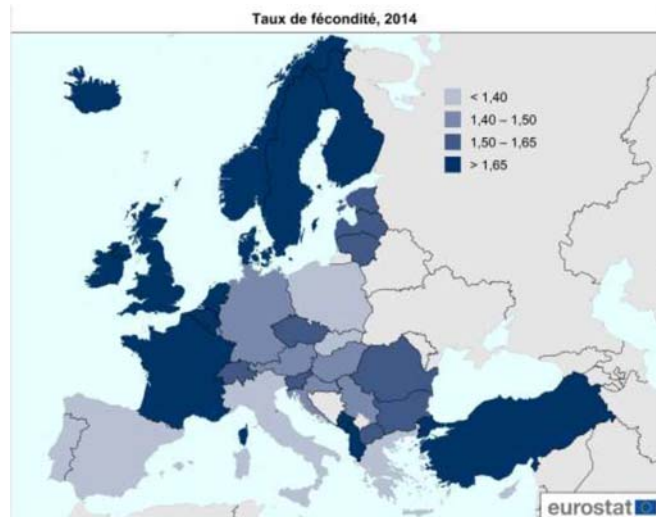 Taux de fécondité, 2014
< 1,40
1,40 – 1,50
1,50 – 1,65
> 1,65
eurostat